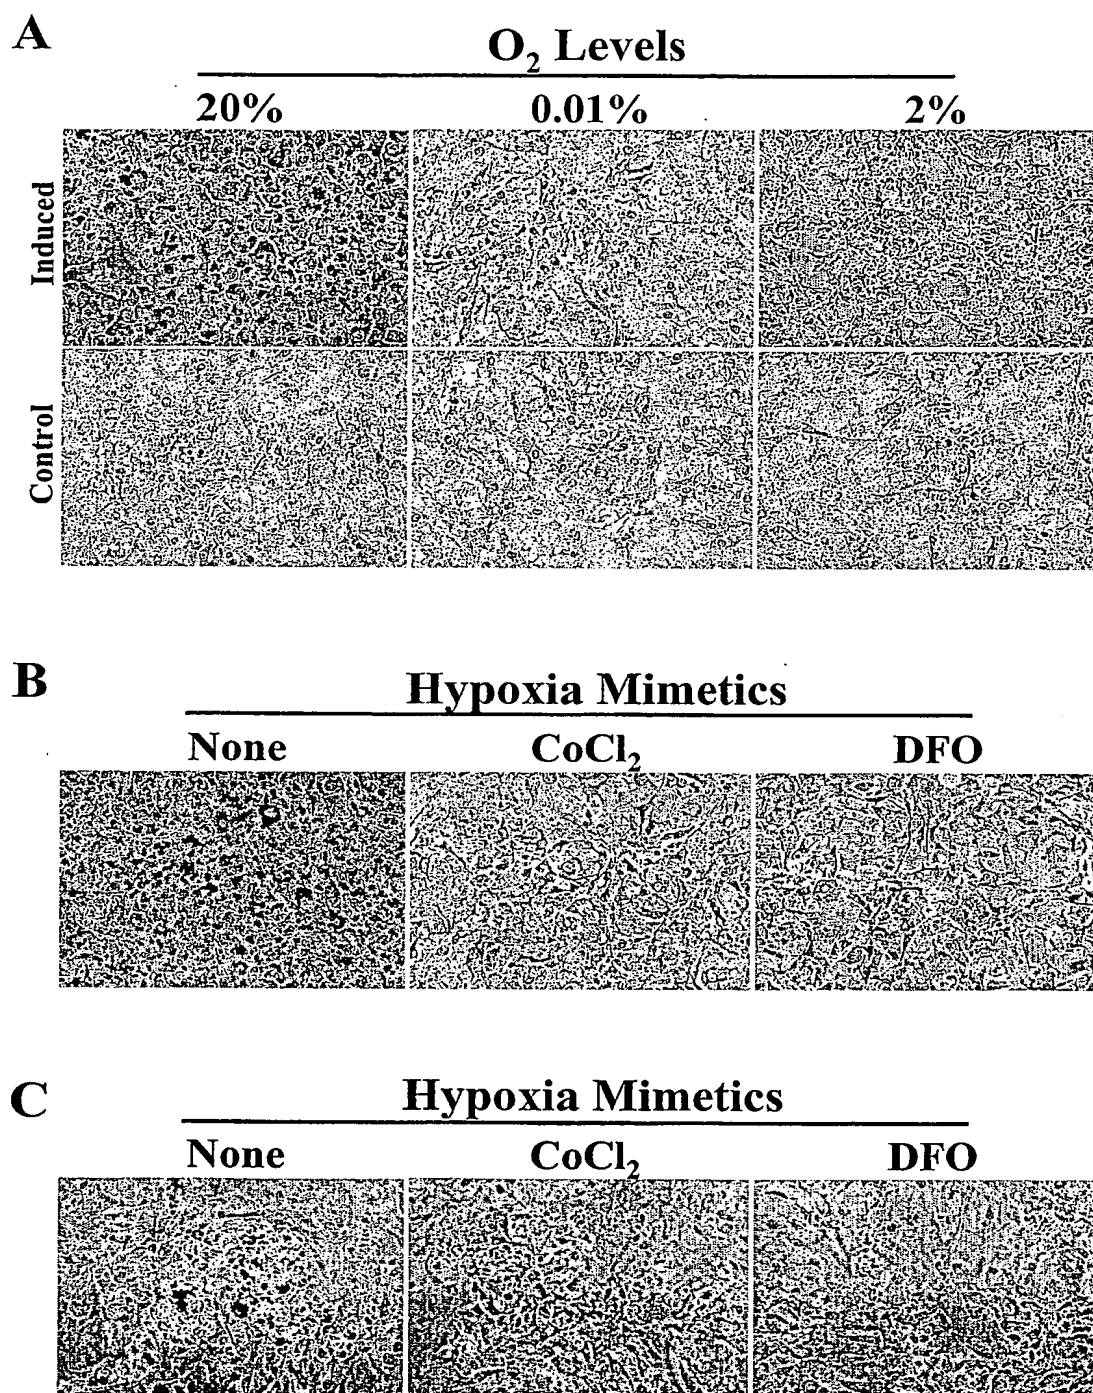 A
O₂ Levels
20% 0.01% 2%
Induced
Control
B
Hypoxia Mimetics
None CoCl₂ DFO
C
Hypoxia Mimetics
None CoCl₂ DFO